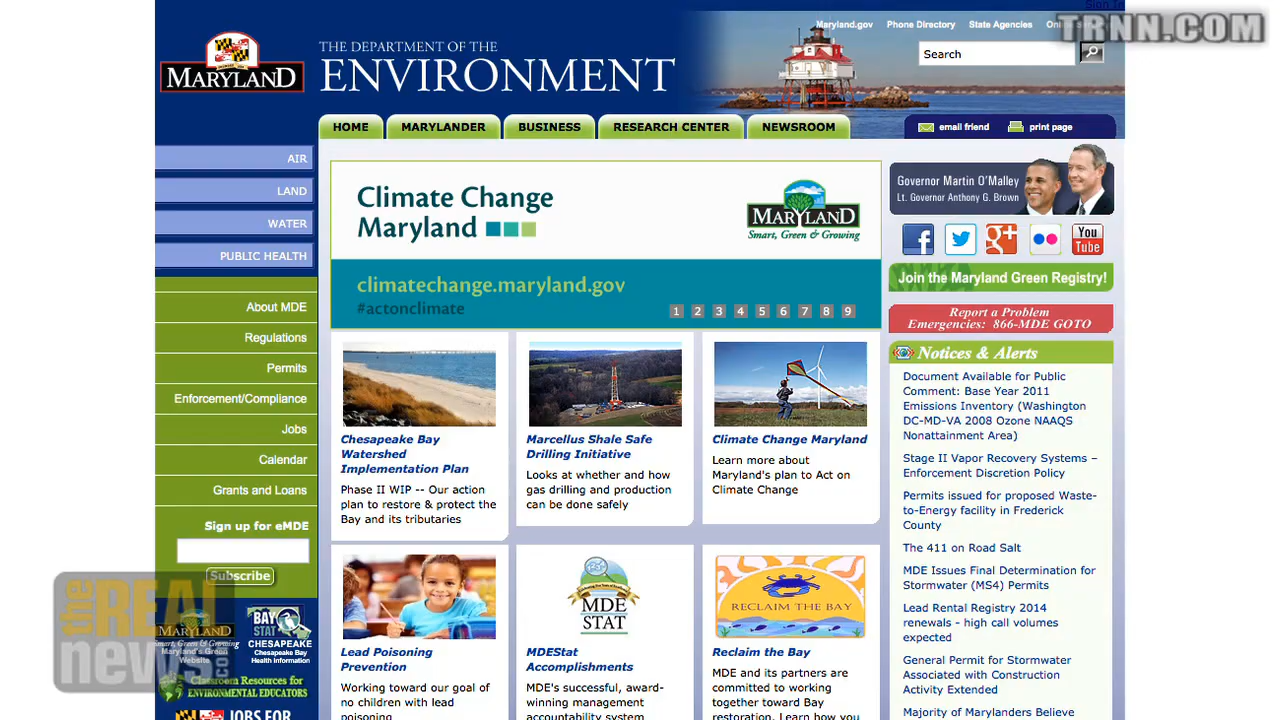 Sign In
TRNN.COM
Maryland.gov
Phone Directory
State Agencies
MARYLAND
THE DEPARTMENT OF THE
ENVIRONMENT
Search
HOME
MARYLANDER
BUSINESS
RESEARCH CENTER
NEWSROOM
email friend
print page
AIR
LAND
WATER
PUBLIC HEALTH
About MDE
Regulations
Permits
Enforcement/Compliance
Jobs
Calendar
Grants and Loans
Sign up for eMDE
Subscribe
the
REAL
news.com
MARYLAND
Smart, Green & Growing
Maryland's Green
Website
BAY
STAT
CHESAPEAKE
Chesapeake Bay
Health Information
Classroom Resources for
ENVIRONMENTAL EDUCATORS
JOBS FOR
Climate Change
Maryland
MARYLAND
Smart, Green & Growing
climatechange.maryland.gov
#actonclimate
1 2 3 4 5 6 7 8 9
Chesapeake Bay
Watershed
Implementation Plan
Phase II WIP -- Our action
plan to restore & protect the
Bay and its tributaries
Marcellus Shale Safe
Drilling Initiative
Looks at whether and how
gas drilling and production
can be done safely
Climate Change Maryland
Learn more about
Maryland's plan to Act on
Climate Change
Lead Poisoning
Prevention
Working toward our goal of
no children with lead
poisoning
MDE
STAT
MDEStat
Accomplishments
MDE's successful, award-
winning management
accountability system
RECLAIM THE BAY
Reclaim the Bay
MDE and its partners are
committed to working
together toward Bay
restoration. Learn how you
Governor Martin O'Malley
Lt. Governor Anthony G. Brown
You
Tube
Join the Maryland Green Registry!
Report a Problem
Emergencies: 866-MDE GOTO
Notices & Alerts
Document Available for Public
Comment: Base Year 2011
Emissions Inventory (Washington
DC-MD-VA 2008 Ozone NAAQS
Nonattainment Area)
Stage II Vapor Recovery Systems –
Enforcement Discretion Policy
Permits issued for proposed Waste-
to-Energy facility in Frederick
County
The 411 on Road Salt
MDE Issues Final Determination for
Stormwater (MS4) Permits
Lead Rental Registry 2014
renewals - high call volumes
expected
General Permit for Stormwater
Associated with Construction
Activity Extended
Majority of Marylanders Believe